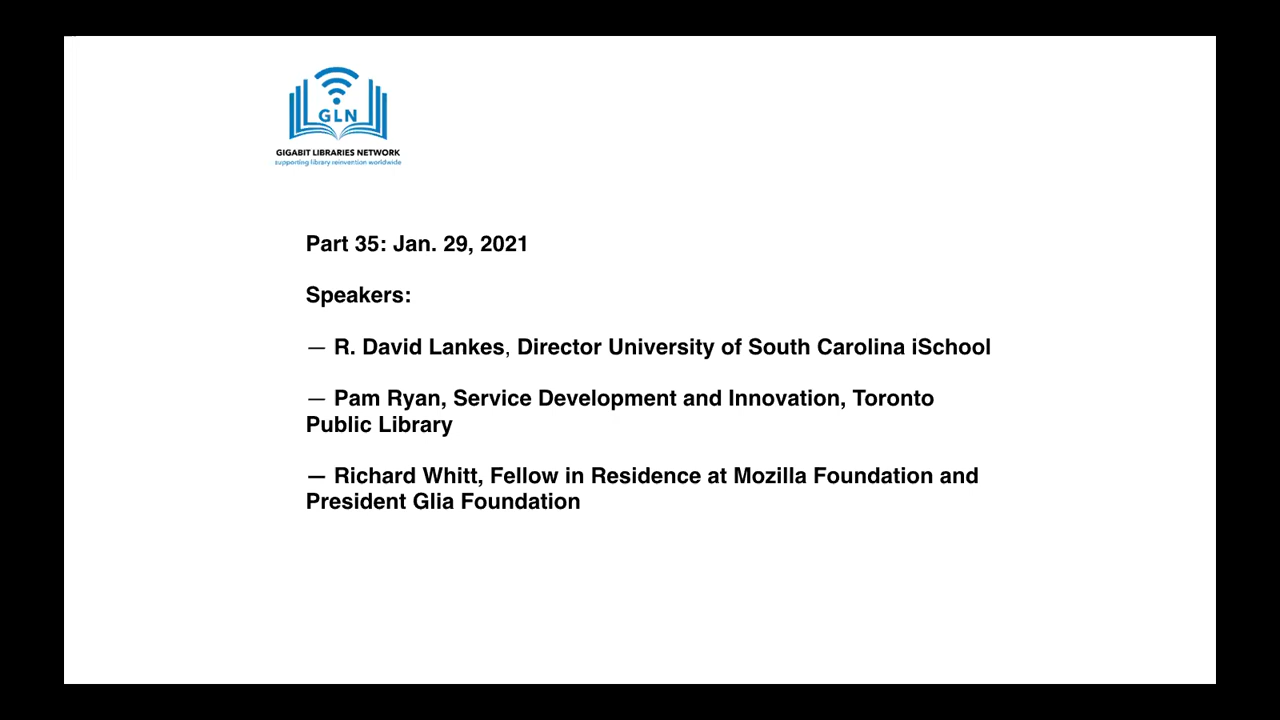 GLN
GIGABIT LIBRARIES NETWORK
supporting library reinvention worldwide
Part 35: Jan. 29, 2021
Speakers:
— R. David Lankes, Director University of South Carolina iSchool
— Pam Ryan, Service Development and Innovation, Toronto
Public Library
— Richard Whitt, Fellow in Residence at Mozilla Foundation and
President Glia Foundation